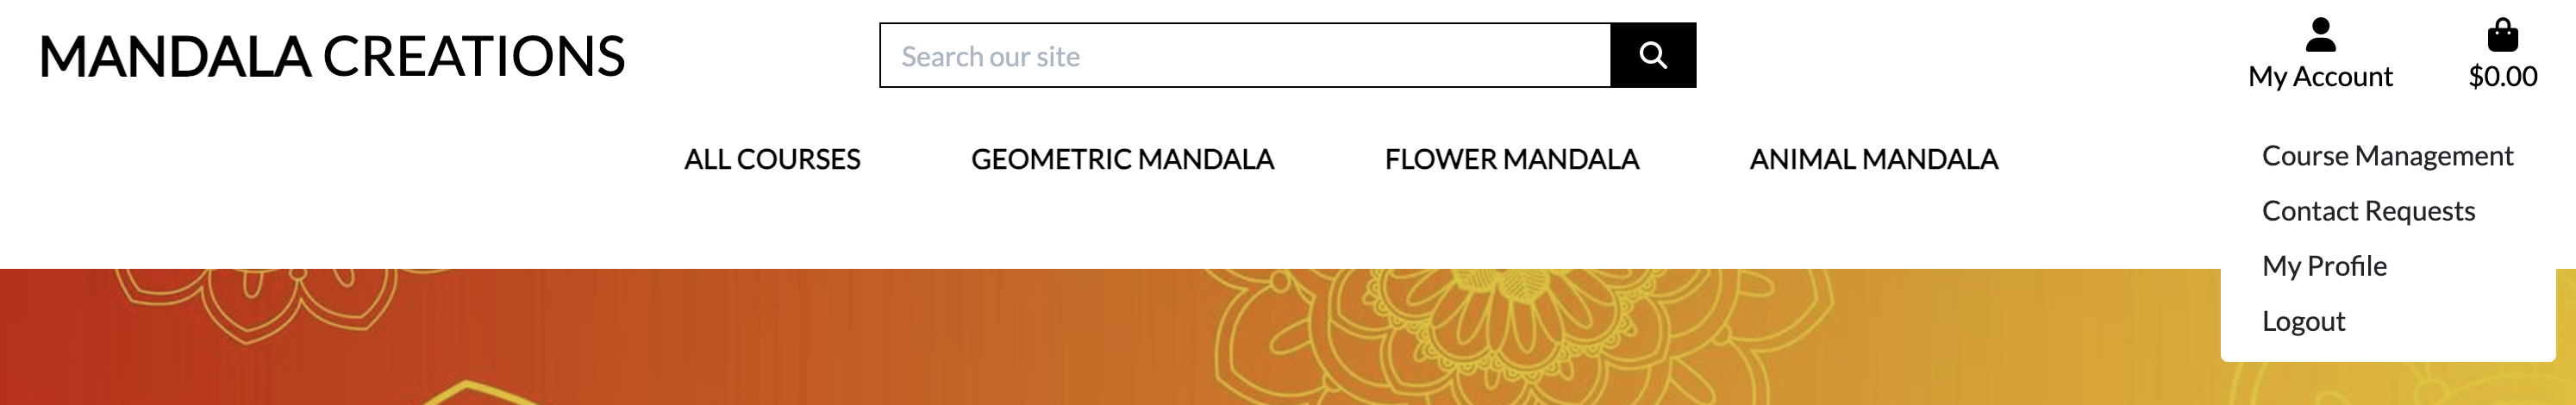 MANDALA CREATIONS
Search our site
My Account
$0.00
ALL COURSES
GEOMETRIC MANDALA
FLOWER MANDALA
ANIMAL MANDALA
Course Management
Contact Requests
My Profile
Logout